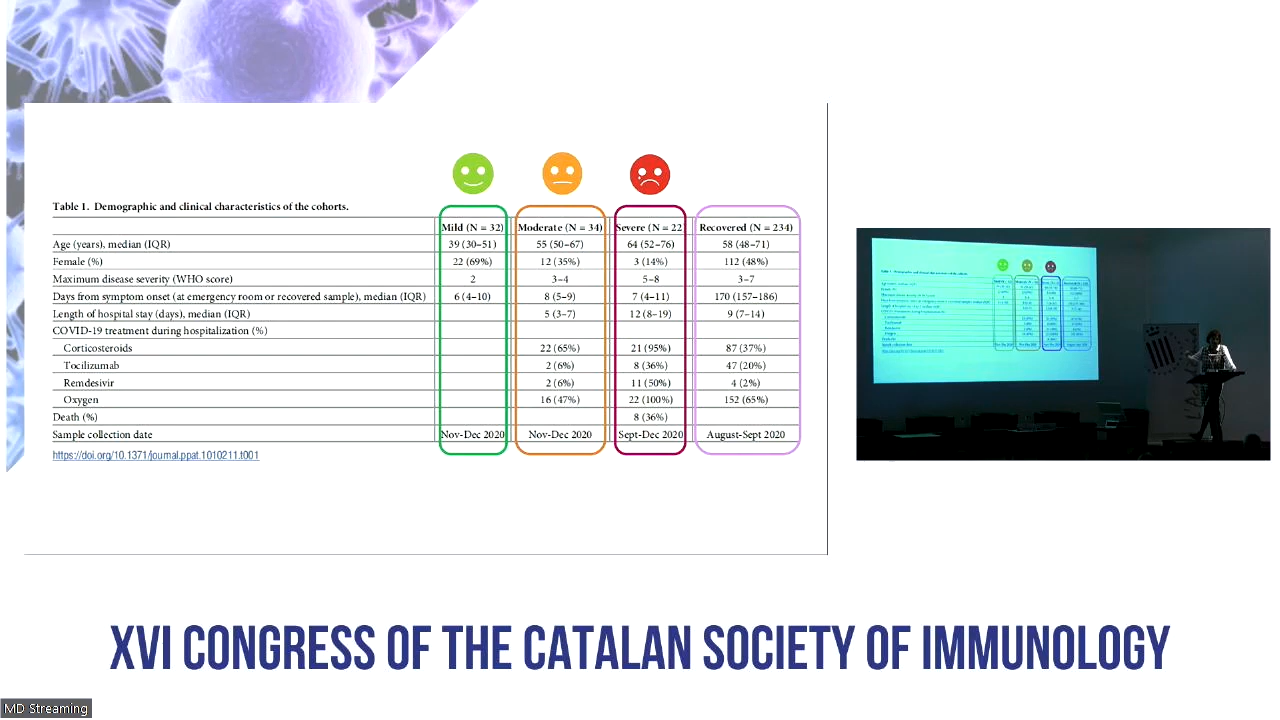 Table 1. Demographic and clinical characteristics of the cohorts.
Mild (N = 32) Moderate (N = 34) Severe (N = 22 Recovered (N = 234)
Age (years), median (IQR) 39 (30–51) 55 (50–67) 64 (52–76) 58 (48–71)
Female (%) 22 (69%) 12 (35%) 3 (14%) 112 (48%)
Maximum disease severity (WHO score) 2 3–4 5–8 3–7
Days from symptom onset (at emergency room or recovered sample), median (IQR) 6 (4–10) 8 (5–9) 7 (4–11) 170 (157–186)
Length of hospital stay (days), median (IQR) 5 (3–7) 12 (8–19) 9 (7–14)
COVID-19 treatment during hospitalization (%)
Corticosteroids 22 (65%) 21 (95%) 87 (37%)
Tocilizumab 2 (6%) 8 (36%) 47 (20%)
Remdesivir 2 (6%) 11 (50%) 4 (2%)
Oxygen 16 (47%) 22 (100%) 152 (65%)
Death (%) 8 (36%)
Sample collection date Nov-Dec 2020 Nov-Dec 2020 Sept-Dec 2020 August-Sept 2020
https://doi.org/10.1371/journal.ppat.1010211.t001
XVI CONGRESS OF THE CATALAN SOCIETY OF IMMUNOLOGY
MD Streaming